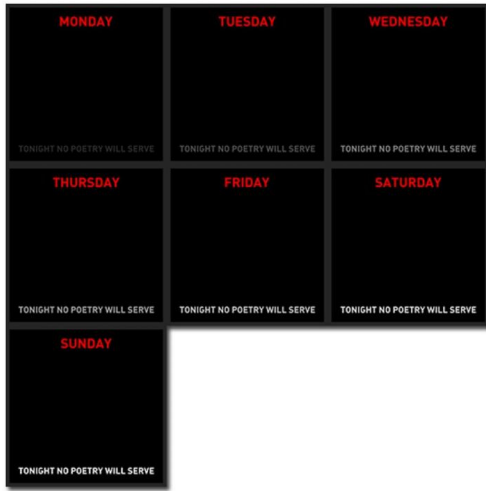 MONDAY
TONIGHT NO POETRY WILL SERVE
TUESDAY
TONIGHT NO POETRY WILL SERVE
WEDNESDAY
TONIGHT NO POETRY WILL SERVE
THURSDAY
TONIGHT NO POETRY WILL SERVE
FRIDAY
TONIGHT NO POETRY WILL SERVE
SATURDAY
TONIGHT NO POETRY WILL SERVE
SUNDAY
TONIGHT NO POETRY WILL SERVE